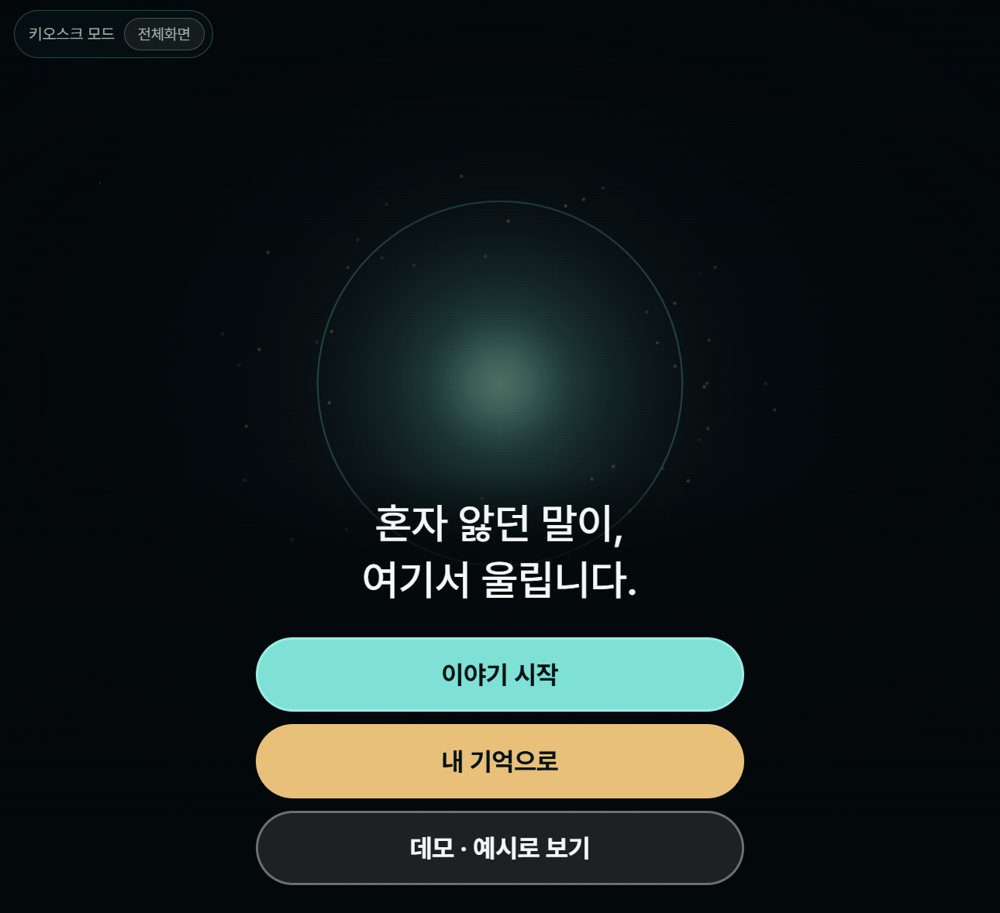 키오스크 모드 전체화면
혼자 앓던 말이,
여기서 울립니다.
이야기 시작
내 기억으로
데모 · 예시로 보기